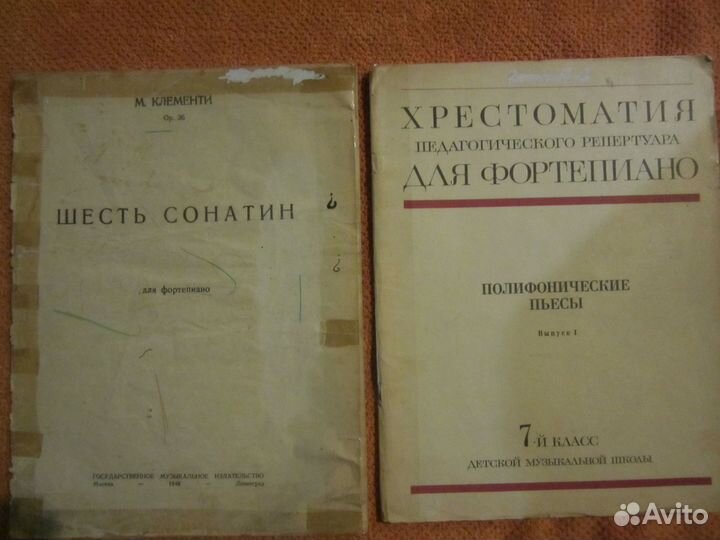 М. КЛЕМЕНТИ
Op. 36
ШЕСТЬ СОНАТИН
для фортепиано
ГОСУДАРСТВЕННОЕ МУЗЫКАЛЬНОЕ ИЗДАТЕЛЬСТВО
Москва — 1948 — Ленинград
ХРЕСТОМАТИЯ
ПЕДАГОГИЧЕСКОГО РЕПЕРТУАРА
ДЛЯ ФОРТЕПИАНО
ПОЛИФОНИЧЕСКИЕ
ПЬЕСЫ
Выпуск I
7-Й КЛАСС
ДЕТСКОЙ МУЗЫКАЛЬНОЙ ШКОЛЫ
Avito